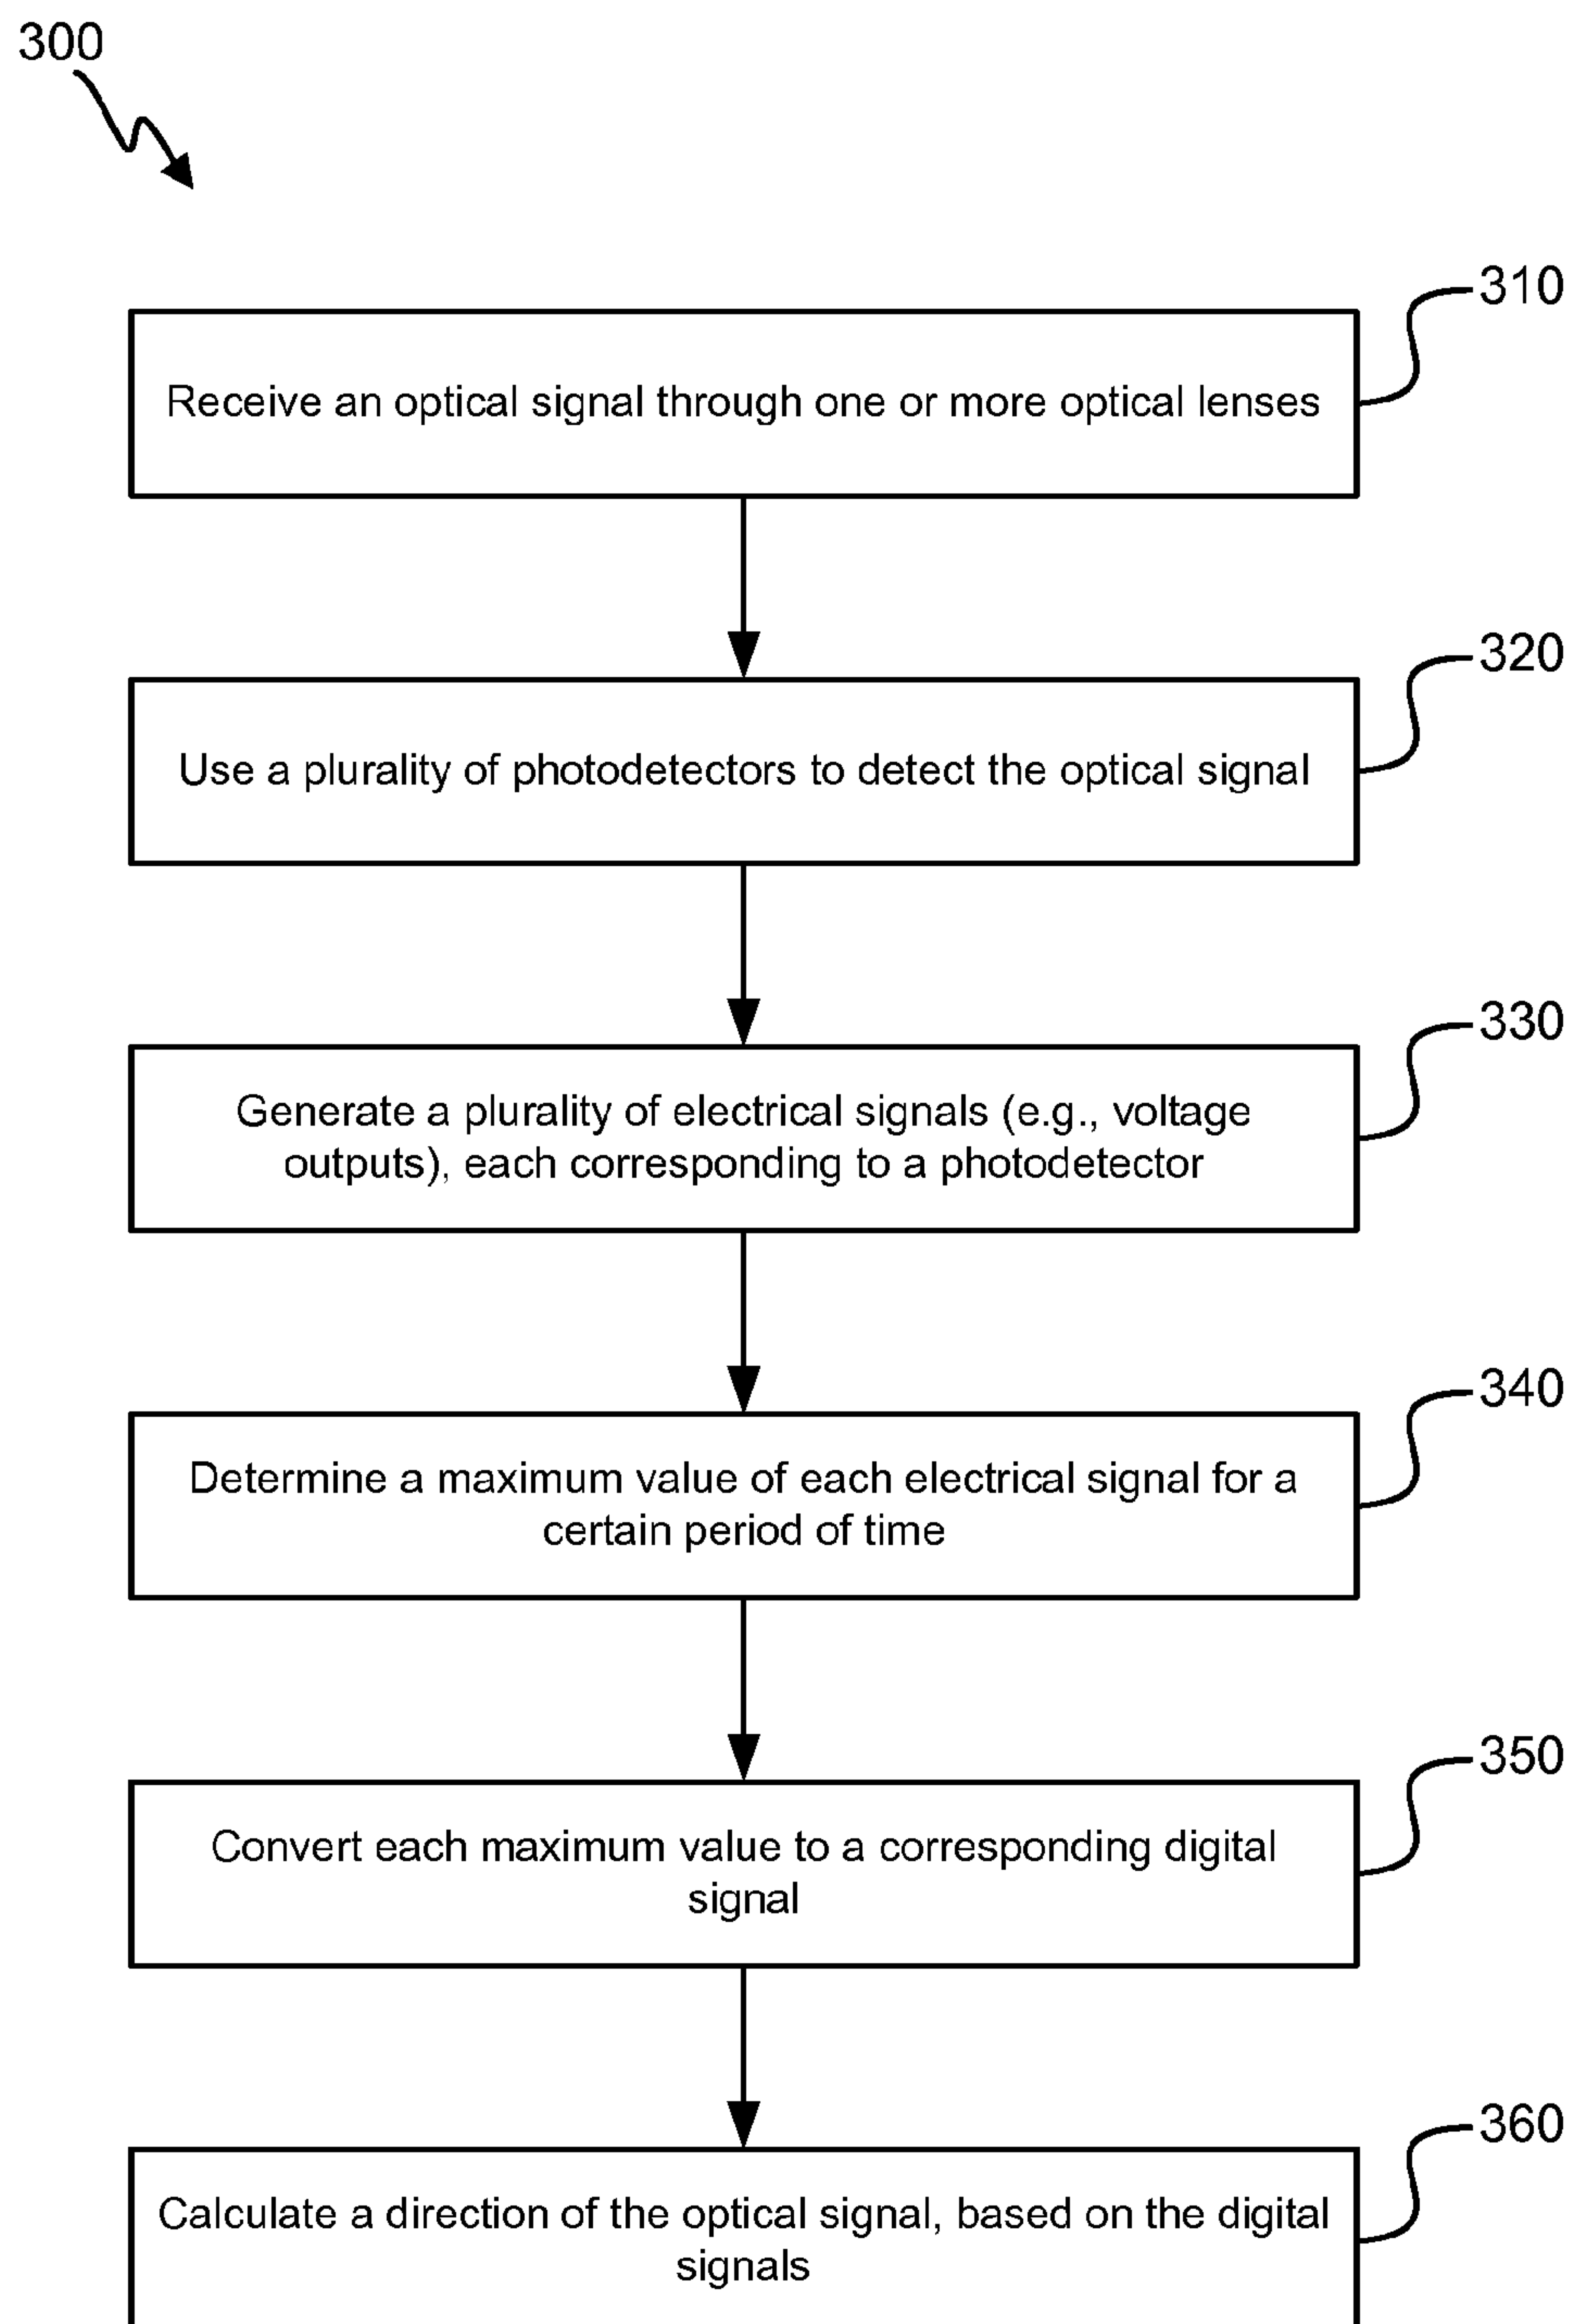 300
310
Receive an optical signal through one or more optical lenses
320
Use a plurality of photodetectors to detect the optical signal
330
Generate a plurality of electrical signals (e.g., voltage
outputs), each corresponding to a photodetector
340
Determine a maximum value of each electrical signal for a
certain period of time
350
Convert each maximum value to a corresponding digital
signal
360
Calculate a direction of the optical signal, based on the digital
signals